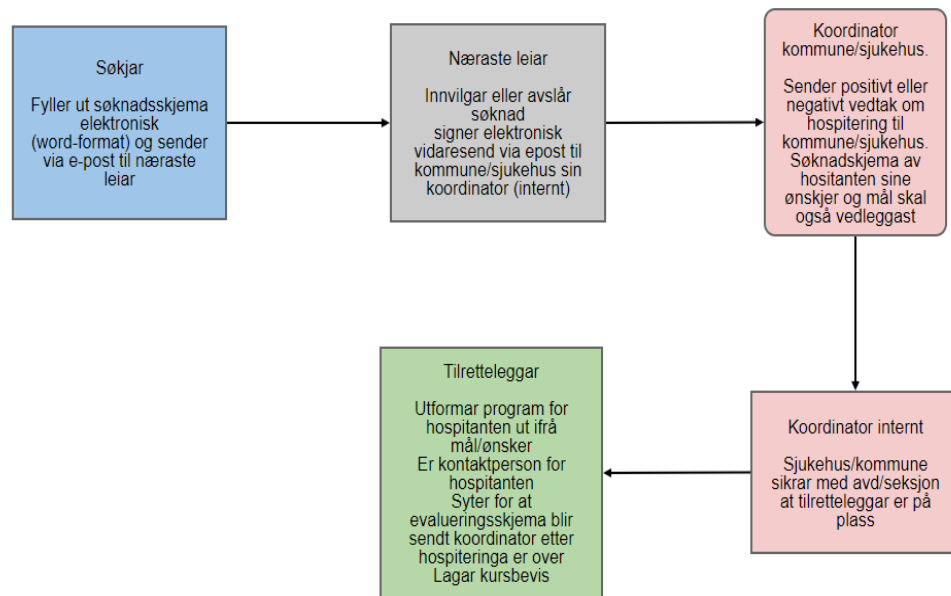 Søkjar
Fyller ut søknadsskjema
elektronisk
(word-format) og sender
via e-post til næraste
leiar
Næraste leiar
Innvilgar eller avslår
søknad
signer elektronisk
vidaresend via epost til
kommune/sjukehus sin
koordinator (internt)
Koordinator
kommune/sjukehus.
Sender positivt eller
negativt vedtak om
hospitering til
kommune/sjukehus.
Søknadskjema av
hositanten sine
ønskjer og mål skal
også vedleggast
Koordinator internt
Sjukehus/kommune
sikrar med avd/seksjon
at tilretteleggar er på
plass
Tilretteleggar
Utformar program for
hospitanten ut ifrå
mål/ønsker
Er kontaktperson for
hospitanten
Syter for at
evalueringsskjema blir
sendt koordinator etter
hospiteringa er over
Lagar kursbevis